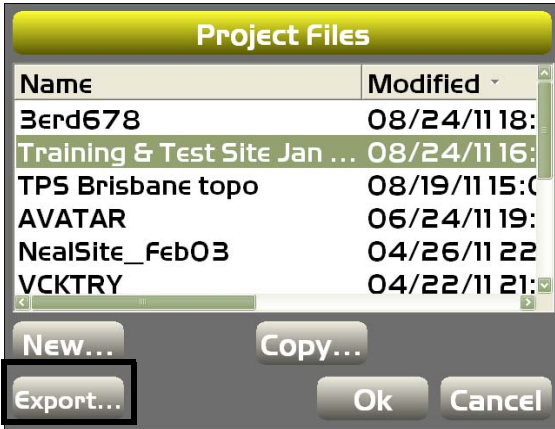 Project Files
Name Modified
3erd678 08/24/11 18:
Training & Test Site Jan ... 08/24/11 16:
TPS Brisbane topo 08/19/11 15:0
AVATAR 06/24/11 19:
NealSite_Feb03 04/26/11 22
VCKTRY 04/22/11 21:
New... Copy...
Export... Ok Cancel